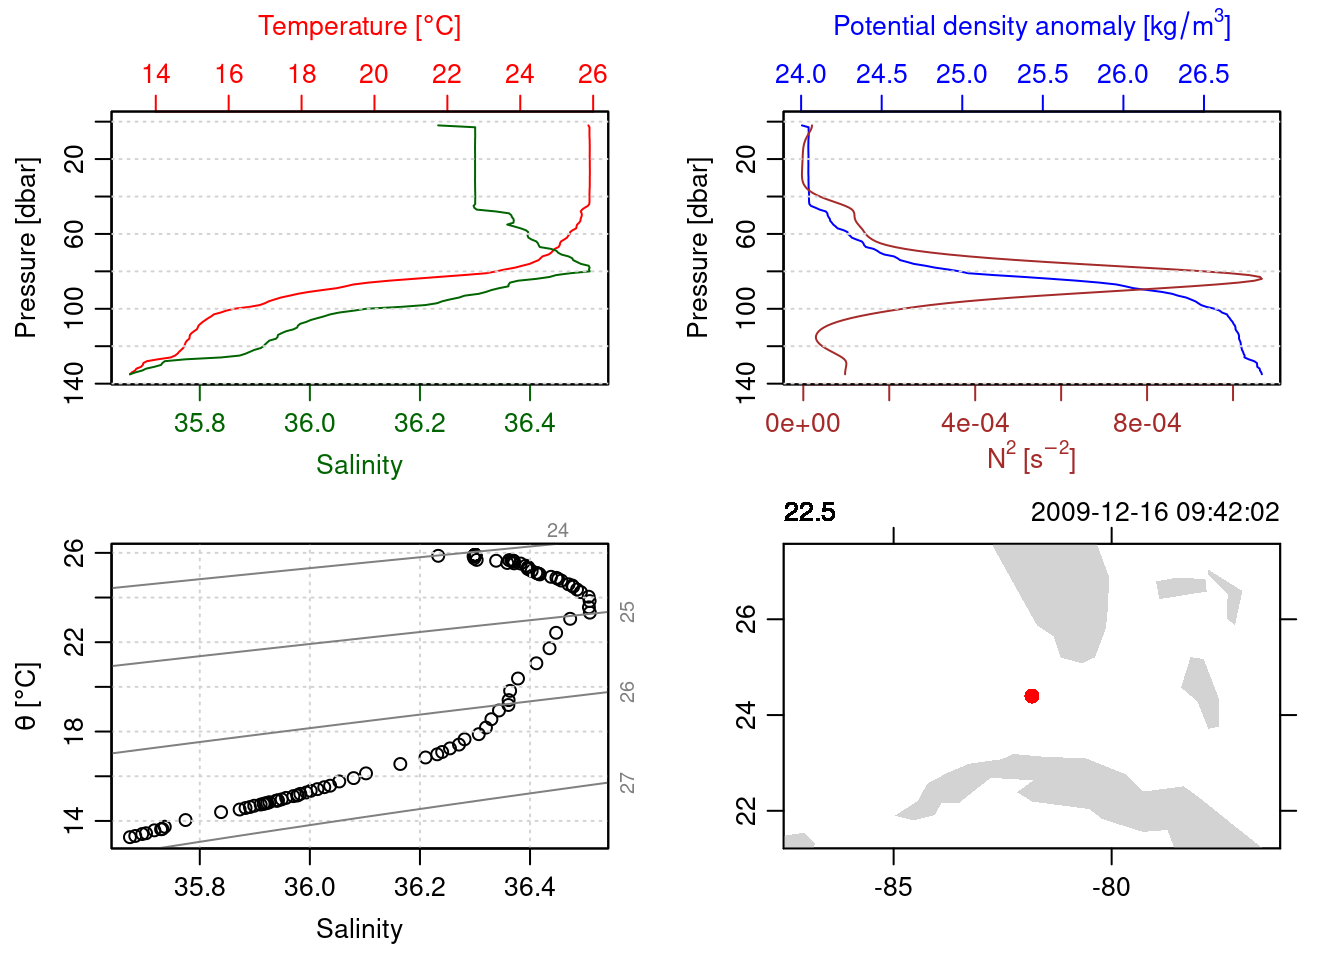 Temperature [°C]
14 16 18 20 22 24 26
Pressure [dbar]
20
60
100
140
35.8 36.0 36.2 36.4
Salinity
Potential density anomaly [kg/m³]
24.0 24.5 25.0 25.5 26.0 26.5
Pressure [dbar]
20
60
100
140
0e+00 4e-04 8e-04
N² [s⁻²]
24
25
26
27
θ [°C]
26
22
18
14
35.8 36.0 36.2 36.4
Salinity
22.5 2009-12-16 09:42:02
26
24
22
-85 -80